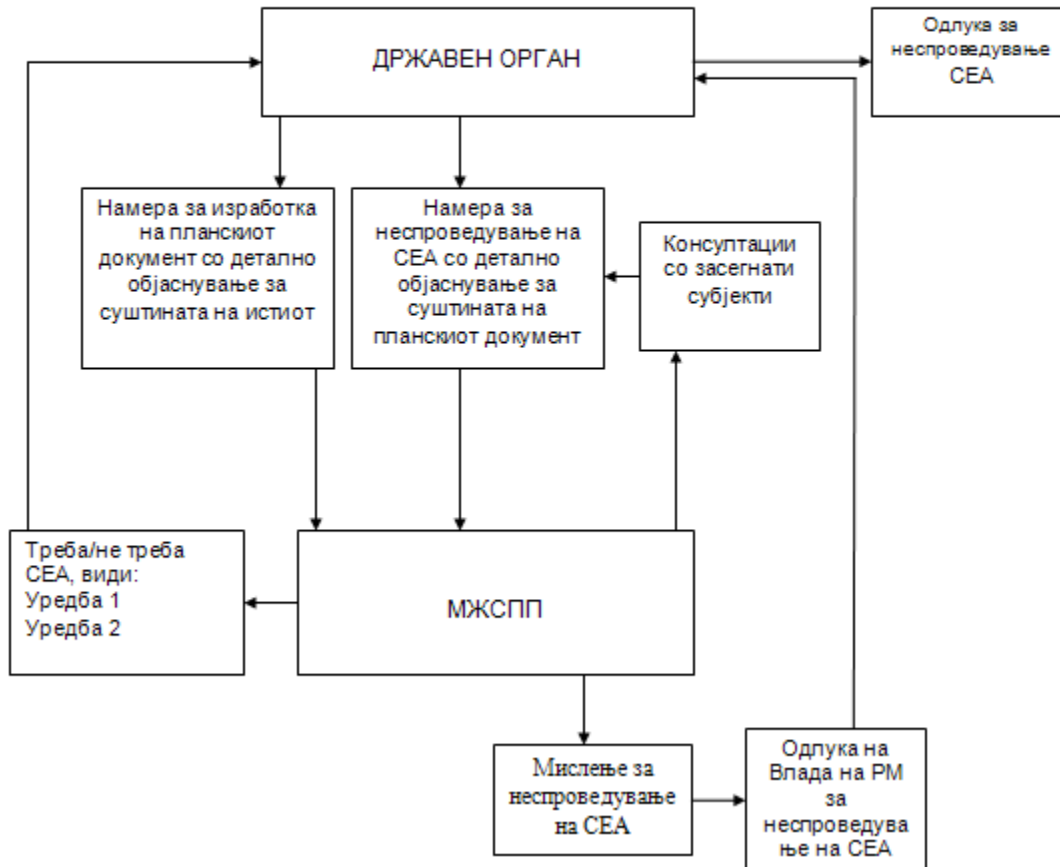 ДРЖАВЕН ОРГАН
Одлука за
неспроведување
СЕА
Намера за изработка
на планскиот
документ со детално
објаснување за
суштината на истиот
Намера за
неспроведување на
СЕА со детално
објаснување за
суштината на
планскиот документ
Консултации
со засегнати
субјекти
Треба/не треба
СЕА, види:
Уредба 1
Уредба 2
МЖСПП
Мислење за
неспроведување
на СЕА
Одлука на
Влада на РМ
за
неспроведува
ње на СЕА